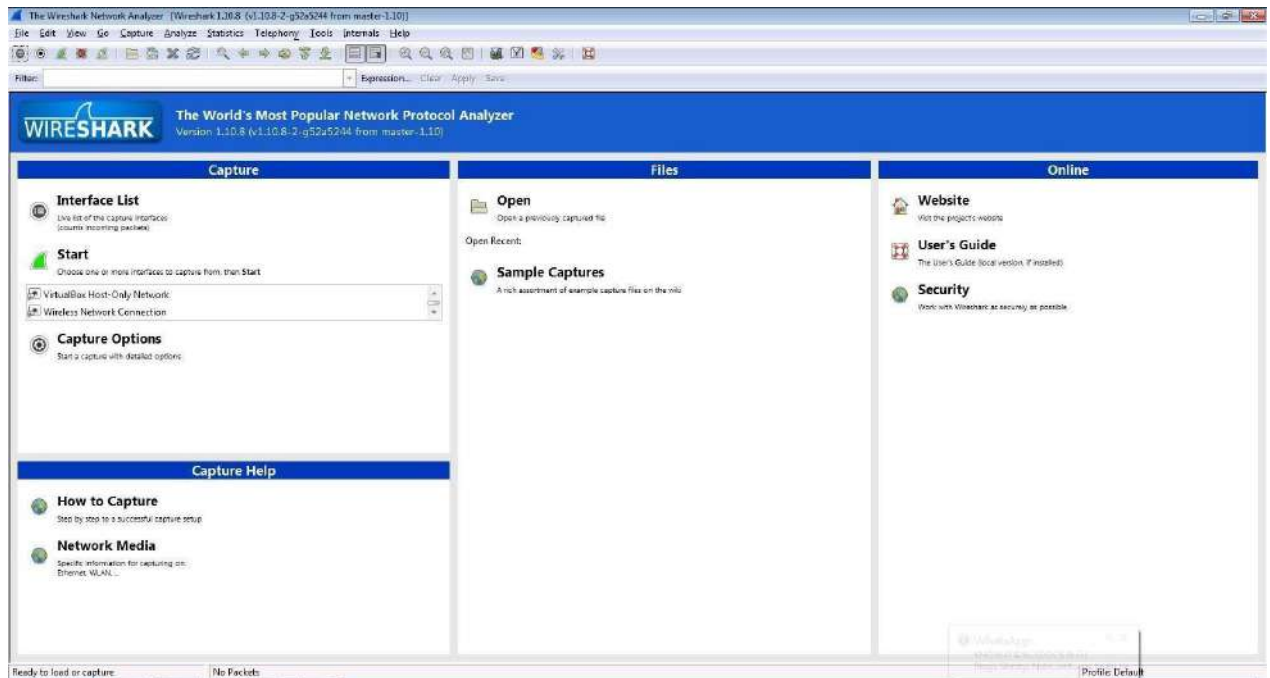 The Wireshark Network Analyzer [Wireshark 1.10.8 (v1.10.8-2-g52a5244 from master-1.10)]
File Edit View Go Capture Analyze Statistics Telephony Tools Internals Help
Filter: Expression... Clear Apply Save
WIRESHARK
The World's Most Popular Network Protocol Analyzer
Version 1.10.8 (v1.10.8-2-g52a5244 from master-1.10)
Capture
Interface List
Live list of the capture interfaces
(counts incoming packets)
Start
Choose one or more interfaces to capture from, then Start
VirtualBox Host-Only Network
Wireless Network Connection
Capture Options
Start a capture with detailed options
Capture Help
How to Capture
Step by step to a successful capture setup
Network Media
Specific information for capturing on:
Ethernet, WLAN, ...
Files
Open
Open a previously captured file
Open Recent:
Sample Captures
A rich assortment of example capture files on the wiki
Online
Website
Visit the project's website
User's Guide
The User's Guide (local version, if installed)
Security
Work with Wireshark as securely as possible
WhatsApp
Ready to load or capture No Packets Profile: Default